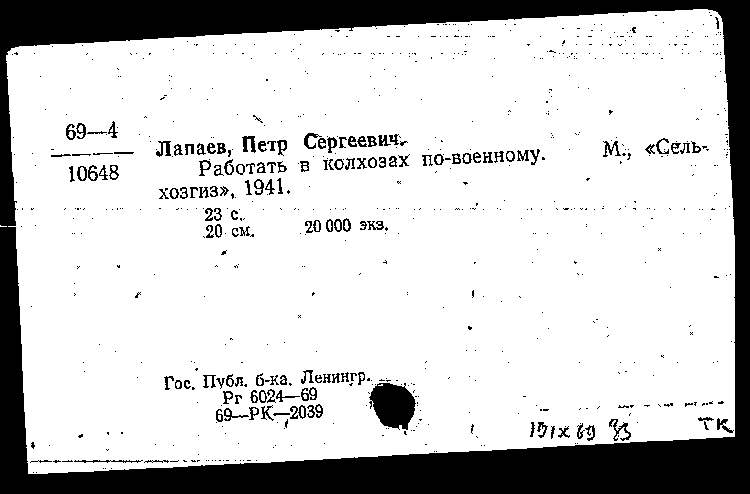 69—4
10648
Лапаев, Петр Сергеевич.
Работать в колхозах по-военному. М., «Сель-
хозгиз», 1941.
23 с.
20 см. 20 000 экз.
Гос. Публ. б-ка. Ленингр.
Рг 6024—69
69—РК—2039
ТК